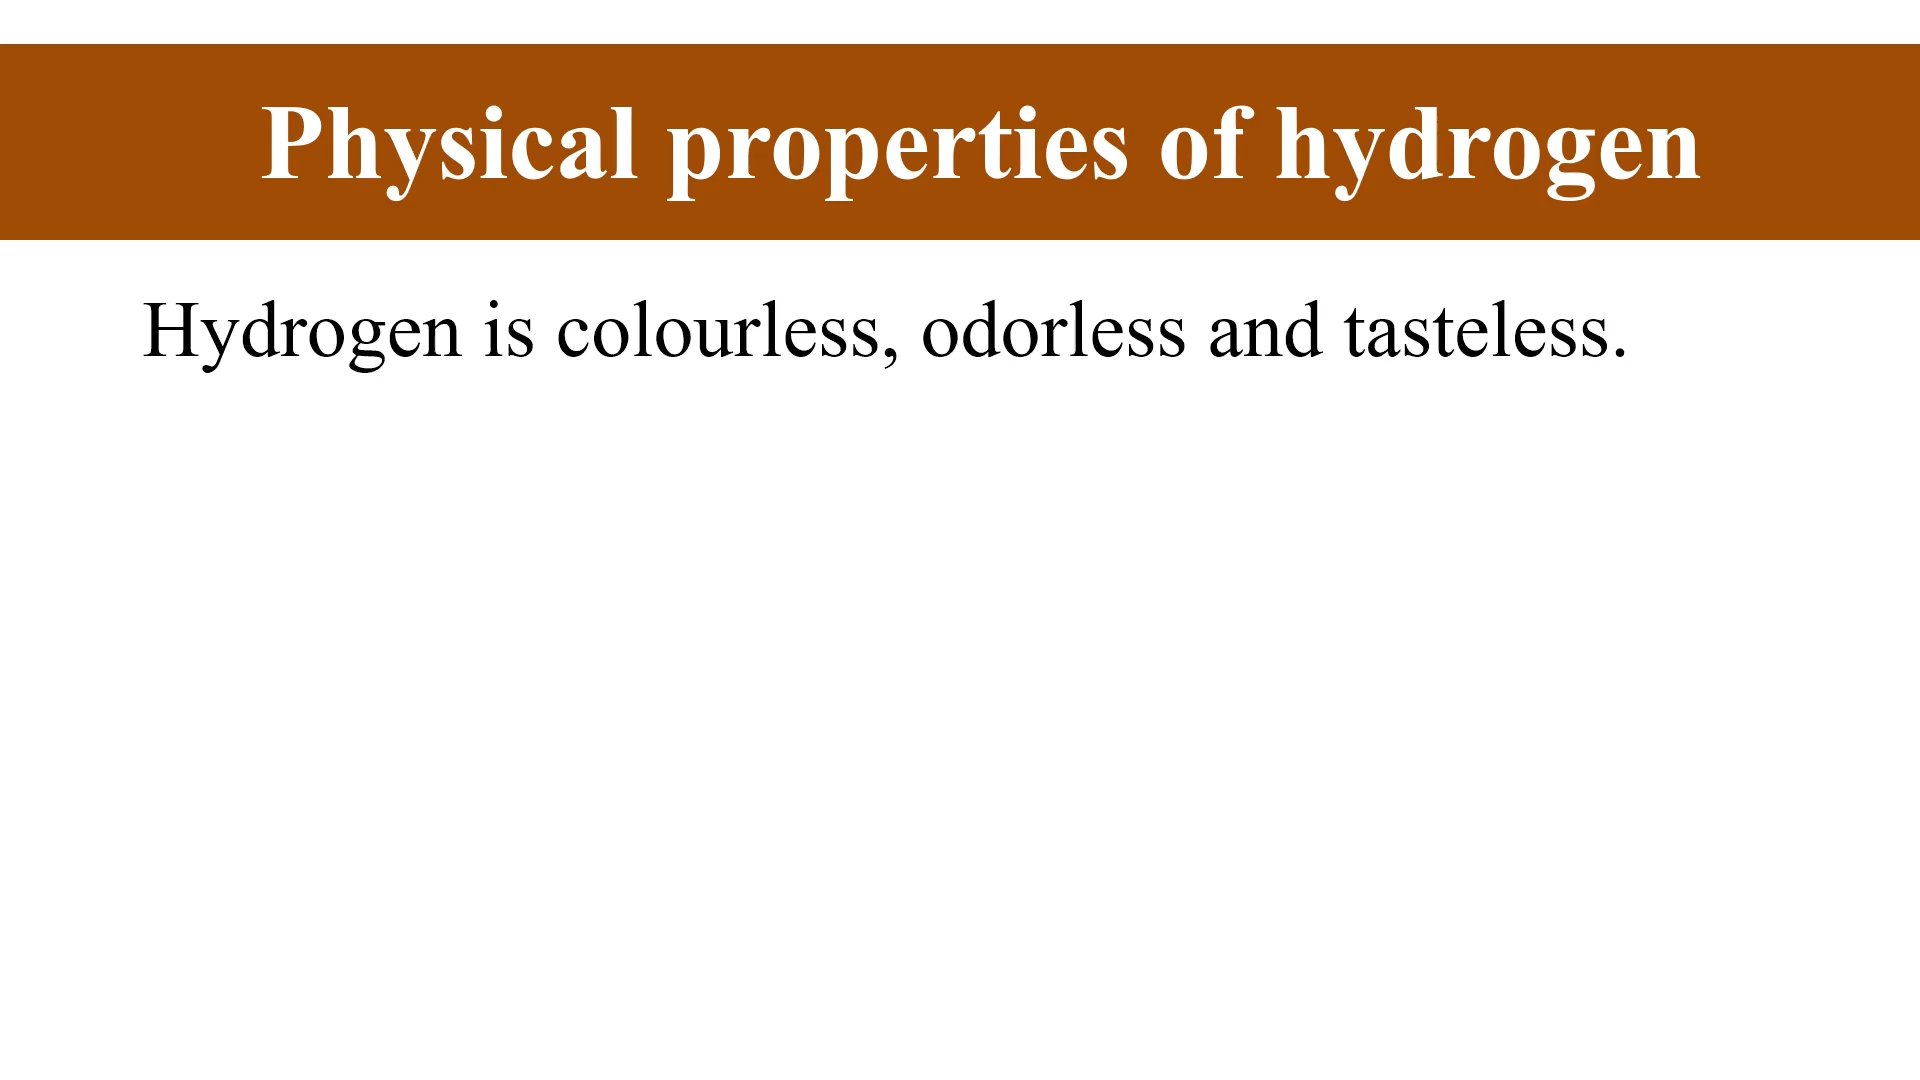 Physical properties of hydrogen
Hydrogen is colourless, odorless and tasteless.